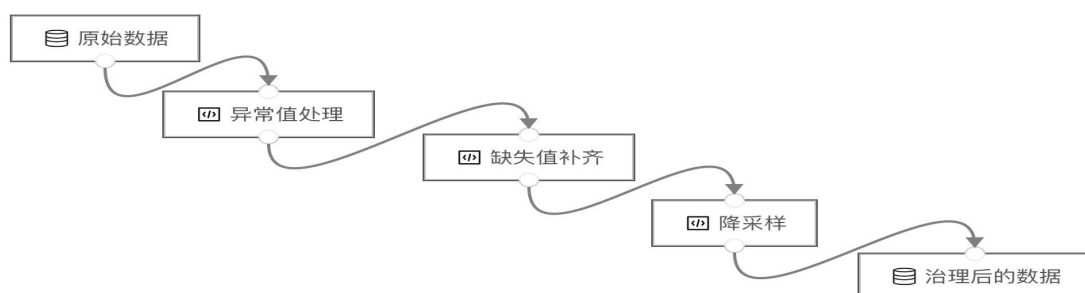 原始数据
异常值处理
缺失值补齐
降采样
治理后的数据